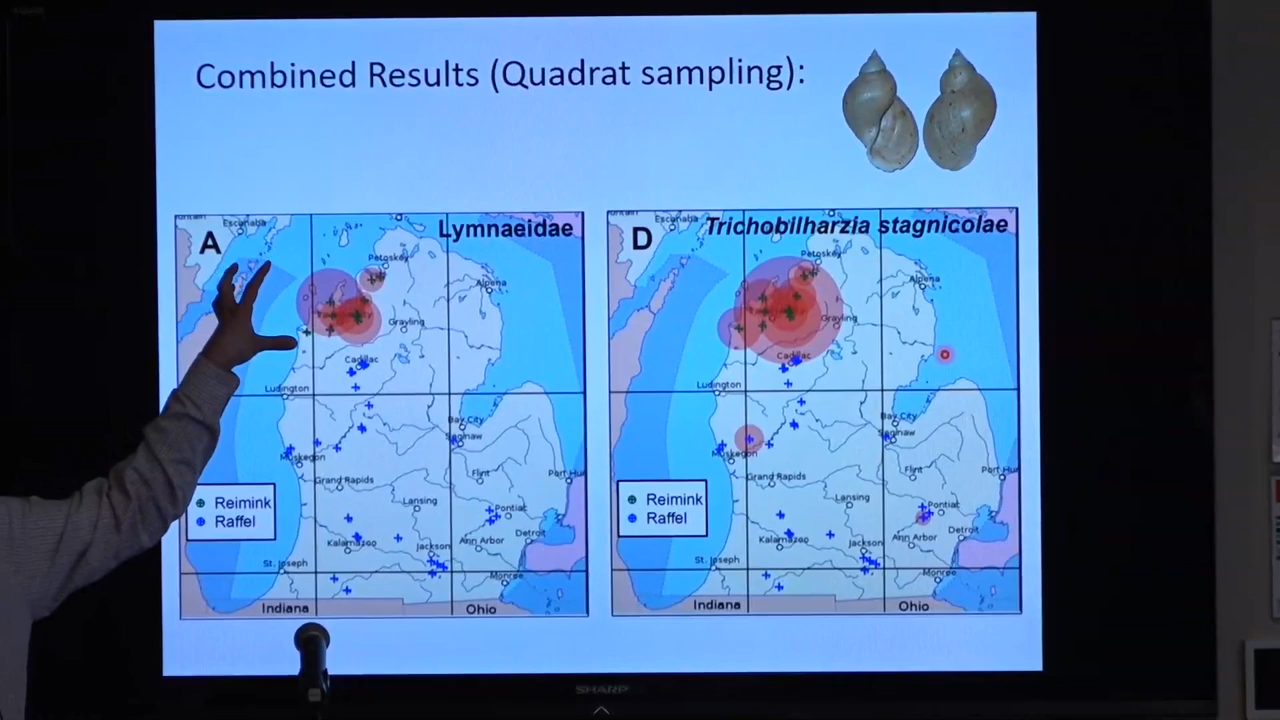 Combined Results (Quadrat sampling):
A
Lymnaeidae
Escanaba
Petoskey
Alpena
Grayling
Cadillac
Ludington
Bay City
Saginaw
Muskegon
Grand Rapids
Flint
Port Hu
Lansing
Pontiac
Reimink
Raffel
Kalamazoo
Jackson
Ann Arbor
Detroit
St. Joseph
Monroe
Indiana
Ohio
D
Trichobilharzia stagnicolae
Escanaba
Petoskey
Alpena
Grayling
Cadillac
Ludington
Bay City
Saginaw
Muskegon
Grand Rapids
Flint
Port Hu
Lansing
Pontiac
Reimink
Raffel
Kalamazoo
Jackson
Ann Arbor
Detroit
St. Joseph
Monroe
Indiana
Ohio
SHARP